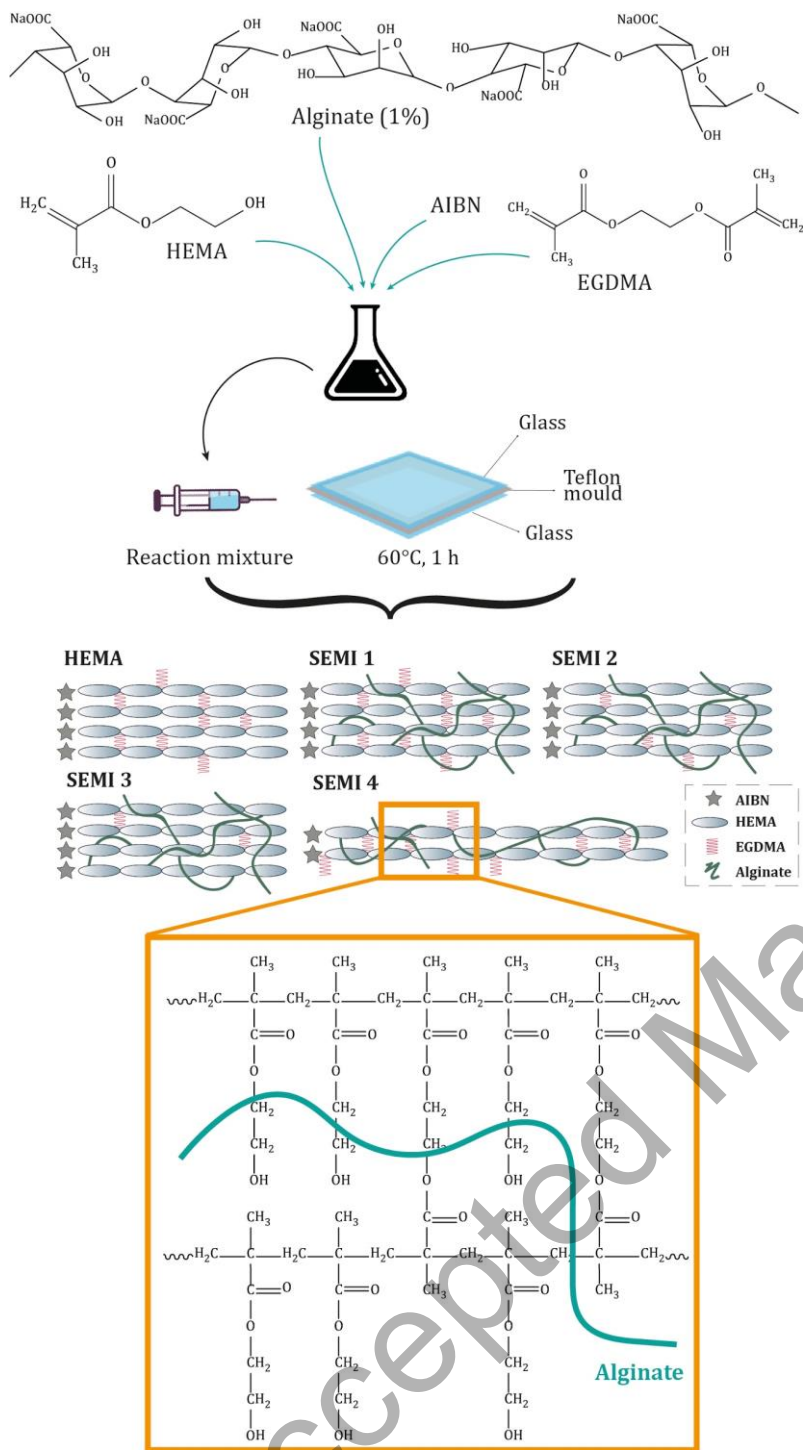 NaOOC
OH
HO
O
O
OH
NaOOC
OH
HO
O
O
NaOOC
HO
OH
O
O
HO
OH
NaOOC
O
O
NaOOC
OH
OH
O
O
Alginate (1%)
O
H₂C
O
OH
CH₃
HEMA
AIBN
O
CH₂
CH₃
O
O
O
CH₃
CH₂
EGDMA
Glass
Teflon
mould
Glass
Reaction mixture
60°C, 1 h
HEMA
SEMI 1
SEMI 2
SEMI 3
SEMI 4
AIBN
HEMA
EGDMA
Alginate
CH₃ CH₃ CH₃ CH₃ CH₃
H₂C C CH₂ C CH₂ C CH₂ C CH₂ C CH₂
C=O C=O C=O C=O C=O
O O O O O
CH₂ CH₂ CH₂ CH₂ CH₂
CH₂ CH₂ CH₂ CH₂ CH₂
OH OH O OH O
CH₃ CH₃ C=O CH₃ C=O
H₂C C H₂C C H₂C C CH₂ C CH₂ C CH₂
C=O C=O CH₃ C=O CH₃
O O O
CH₂ CH₂ CH₂
CH₂ CH₂ CH₂
OH OH OH
Alginate
Accepted Ma